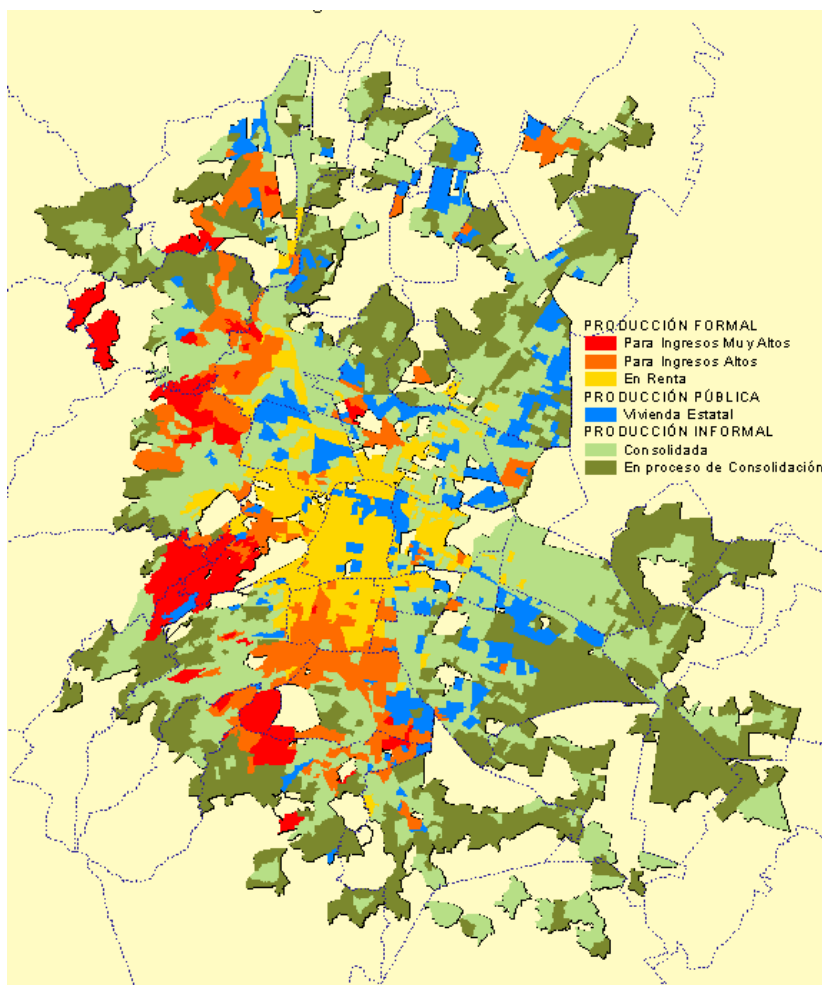 PRODUCCIÓN FORMAL
Para Ingresos Muy Altos
Para Ingresos Altos
En Renta
PRODUCCIÓN PÚBLICA
Vivienda Estatal
PRODUCCIÓN INFORMAL
Consolidada
En proceso de Consolidación